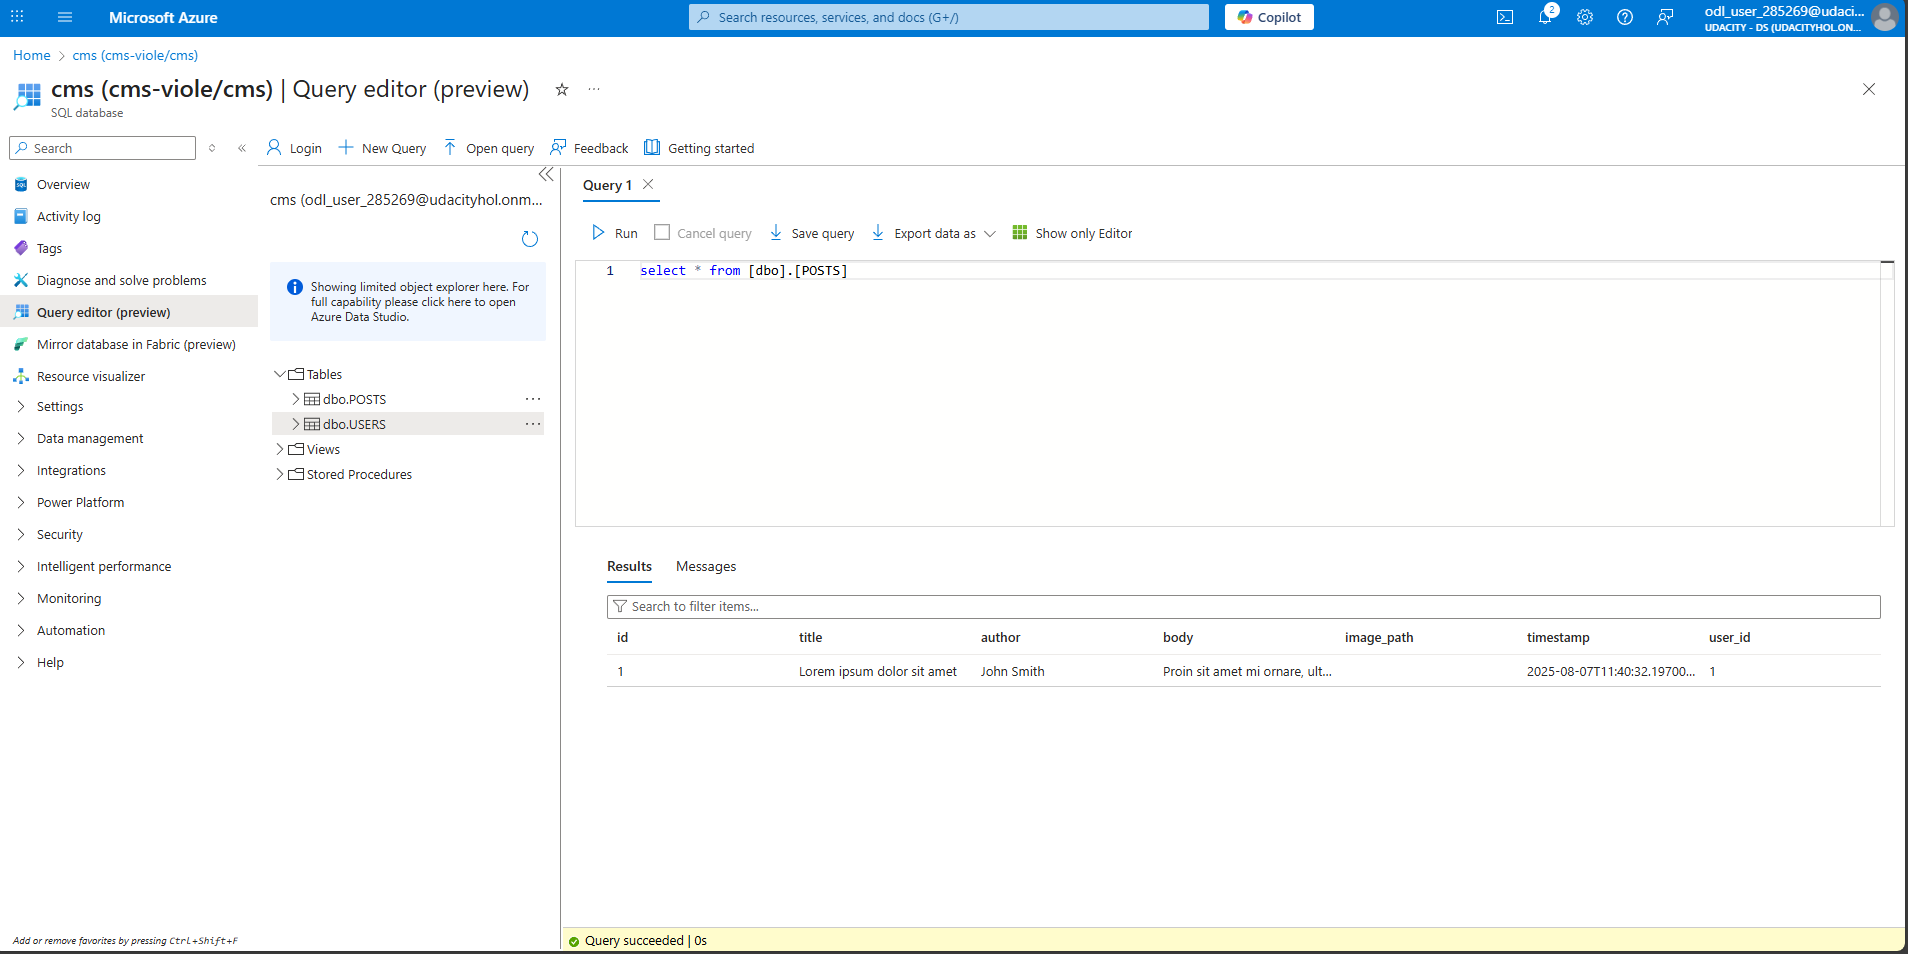 Microsoft Azure
Search resources, services, and docs (G+/)
Copilot
2
odl_user_285269@udaci...
UDACITY - DS (UDACITYHOL.ON...
Home > cms (cms-viole/cms)
cms (cms-viole/cms) | Query editor (preview)
SQL database
Search
Login
New Query
Open query
Feedback
Getting started
Overview
Activity log
Tags
Diagnose and solve problems
Query editor (preview)
Mirror database in Fabric (preview)
Resource visualizer
Settings
Data management
Integrations
Power Platform
Security
Intelligent performance
Monitoring
Automation
Help
Add or remove favorites by pressing Ctrl+Shift+F
cms (odl_user_285269@udacityhol.onm...
Showing limited object explorer here. For
full capability please click here to open
Azure Data Studio.
Tables
dbo.POSTS
dbo.USERS
Views
Stored Procedures
Query 1
Run
Cancel query
Save query
Export data as
Show only Editor
1 select * from [dbo].[POSTS]
Results
Messages
Search to filter items...
id title author body image_path timestamp user_id
1 Lorem ipsum dolor sit amet John Smith Proin sit amet mi ornare, ult... 2025-08-07T11:40:32.19700... 1
Query succeeded | 0s